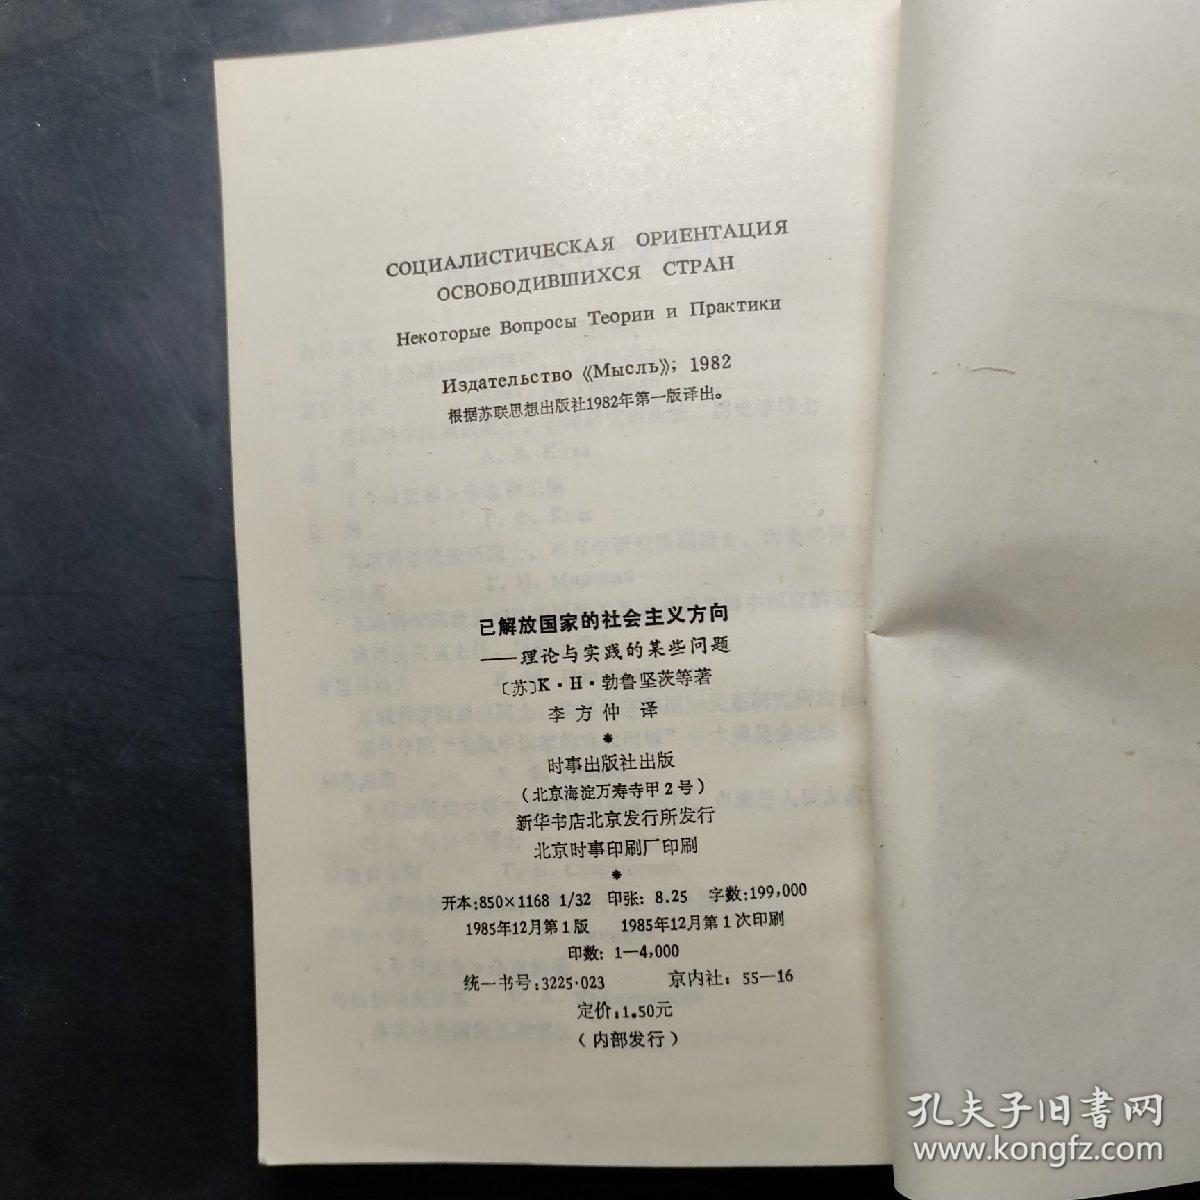 СОЦИАЛИСТИЧЕСКАЯ ОРИЕНТАЦИЯ
ОСВОБОДИВШИХСЯ СТРАН
Некоторые Вопросы Теории и Практики
Издательство 《Мысль》; 1982
根据苏联思想出版社1982年第一版译出。
已解放国家的社会主义方向
——理论与实践的某些问题
〔苏〕К·Н·勃鲁坚茨等著
李方仲 译
*
时事出版社出版
(北京海淀万寿寺甲2号)
新华书店北京发行所发行
北京时事印刷厂印刷
*
开本:850×1168 1/32 印张: 8.25 字数:199,000
1985年12月第1版 1985年12月第1次印刷
印数: 1—4,000
统一书号:3225·023 京内社: 55—16
定价:1.50元
(内部发行)
孔夫子旧书网
www.kongfz.com